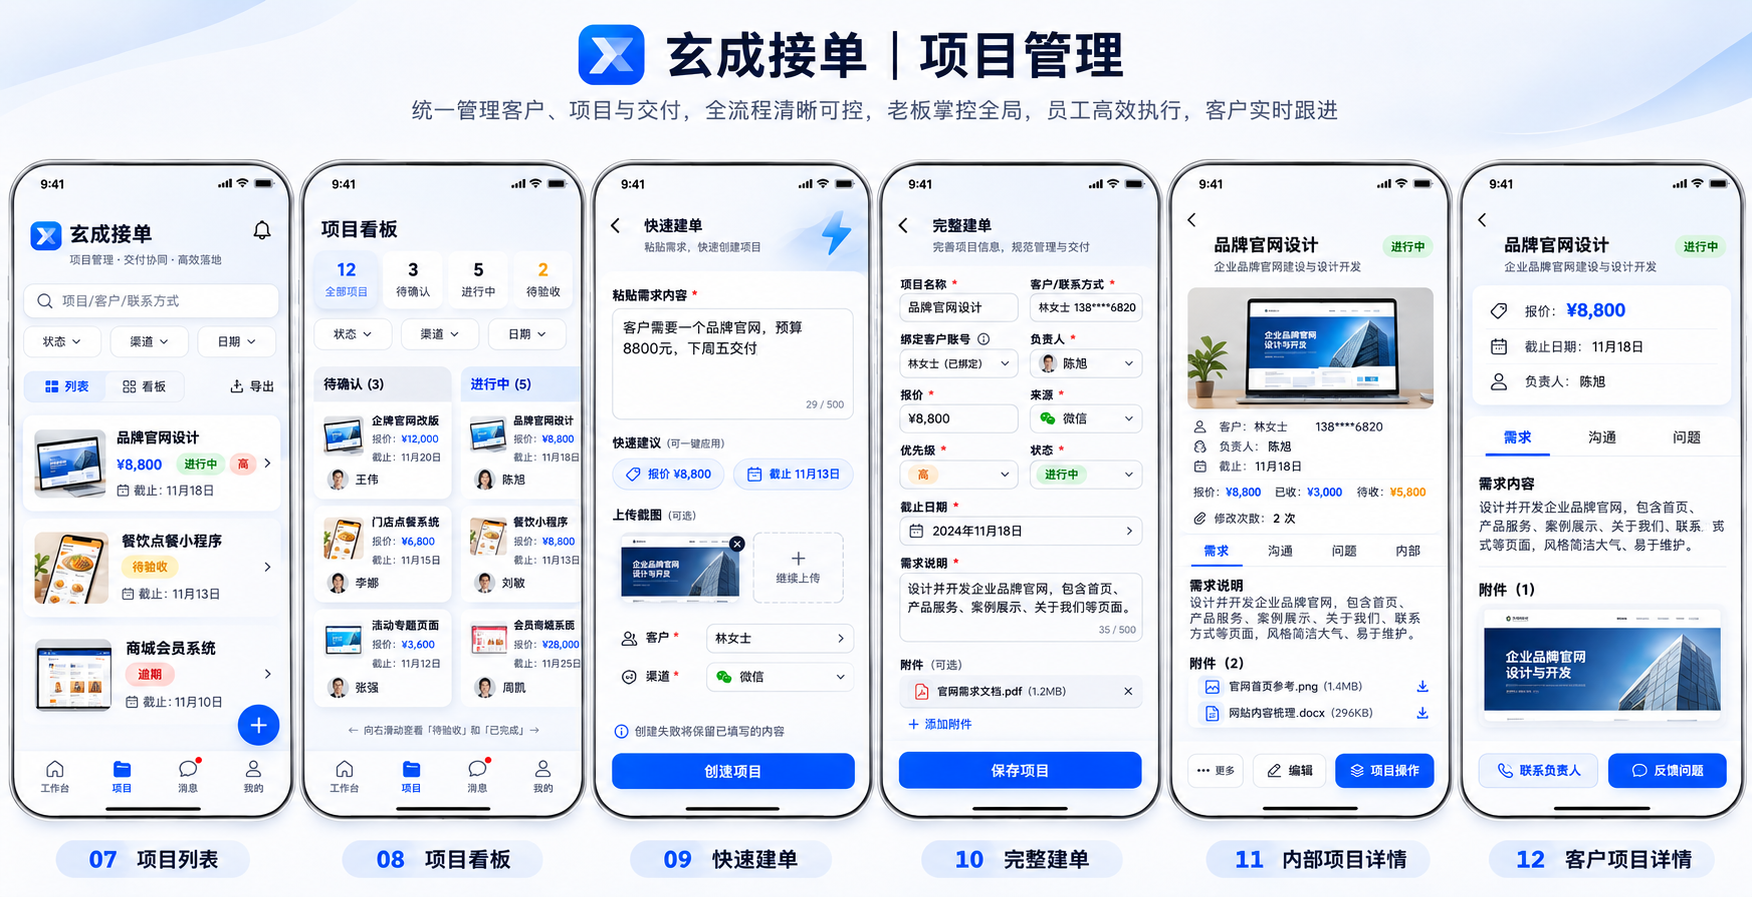 玄成接单｜项目管理
统一管理客户、项目与交付，全流程清晰可控，老板掌控全局，员工高效执行，客户实时跟进
9:41
玄成接单
项目管理 · 交付协同 · 高效落地
项目/客户/联系方式
状态 渠道 日期
列表 看板 导出
品牌官网设计
¥8,800 进行中 高
截止：11月18日
餐饮点餐小程序
待验收
截止：11月13日
商城会员系统
逾期
截止：11月10日
工作台 项目 消息 我的
07 项目列表
9:41
项目看板
12 3 5 2
全部项目 待确认 进行中 待验收
状态 渠道 日期
待确认 (3)
企牌官网改版
报价：¥12,000
截止：11月20日
王伟
门店点餐系统
报价：¥6,800
截止：11月15日
李娜
活动专题页面
报价：¥3,600
截止：11月12日
张强
进行中 (5)
品牌官网设计
报价：¥8,800
截止：11月18日
陈旭
餐饮小程序
报价：¥8,800
截止：11月13日
刘敏
会员商城系统
报价：¥28,000
截止：11月25日
周凯
← 向右滑动查看「待验收」和「已完成」 →
工作台 项目 消息 我的
08 项目看板
9:41
快速建单
粘贴需求，快速创建项目
粘贴需求内容 *
客户需要一个品牌官网，预算
8800元，下周五交付
29 / 500
快速建议（可一键应用）
报价 ¥8,800 截止 11月13日
上传截图（可选）
企业品牌官网
设计与开发
继续上传
客户 * 林女士
渠道 * 微信
创建失败将保留已填写的内容
创速项目
09 快速建单
9:41
完整建单
完善项目信息，规范管理与交付
项目名称 * 客户/联系方式 *
品牌官网设计 林女士 138****6820
绑定客户账号 负责人 *
林女士 (已绑定) 陈旭
报价 * 来源 *
¥8,800 微信
优先级 * 状态 *
高 进行中
截止日期 *
2024年11月18日
需求说明 *
设计并开发企业品牌官网，包含首页、
产品服务、案例展示、关于我们等页面。
35 / 500
附件（可选）
官网需求文档.pdf (1.2MB)
添加附件
保存项目
10 完整建单
9:41
品牌官网设计 进行中
企业品牌官网建设与设计开发
企业品牌官网
设计与开发
客户：林女士 138****6820
负责人：陈旭
截止：11月18日
报价：¥8,800 已收：¥3,000 待收：¥5,800
修改次数：2 次
需求 沟通 问题 内部
需求说明
设计并开发企业品牌官网，包含首页、
产品服务、案例展示、关于我们、联系
方式等页面，风格简洁大气、易于维护。
附件（2）
官网首页参考.png (1.4MB)
网站内容梳理.docx (296KB)
更多 编辑 项目操作
11 内部项目详情
9:41
品牌官网设计 进行中
企业品牌官网建设与设计开发
报价：¥8,800
截止日期：11月18日
负责人：陈旭
需求 沟通 问题
需求内容
设计并开发企业品牌官网，包含首页、
产品服务、案例展示、关于我们、联系
式等页面，风格简洁大气、易于维护。
附件（1）
企业品牌官网
设计与开发
联系负责人 反馈问题
12 客户项目详情